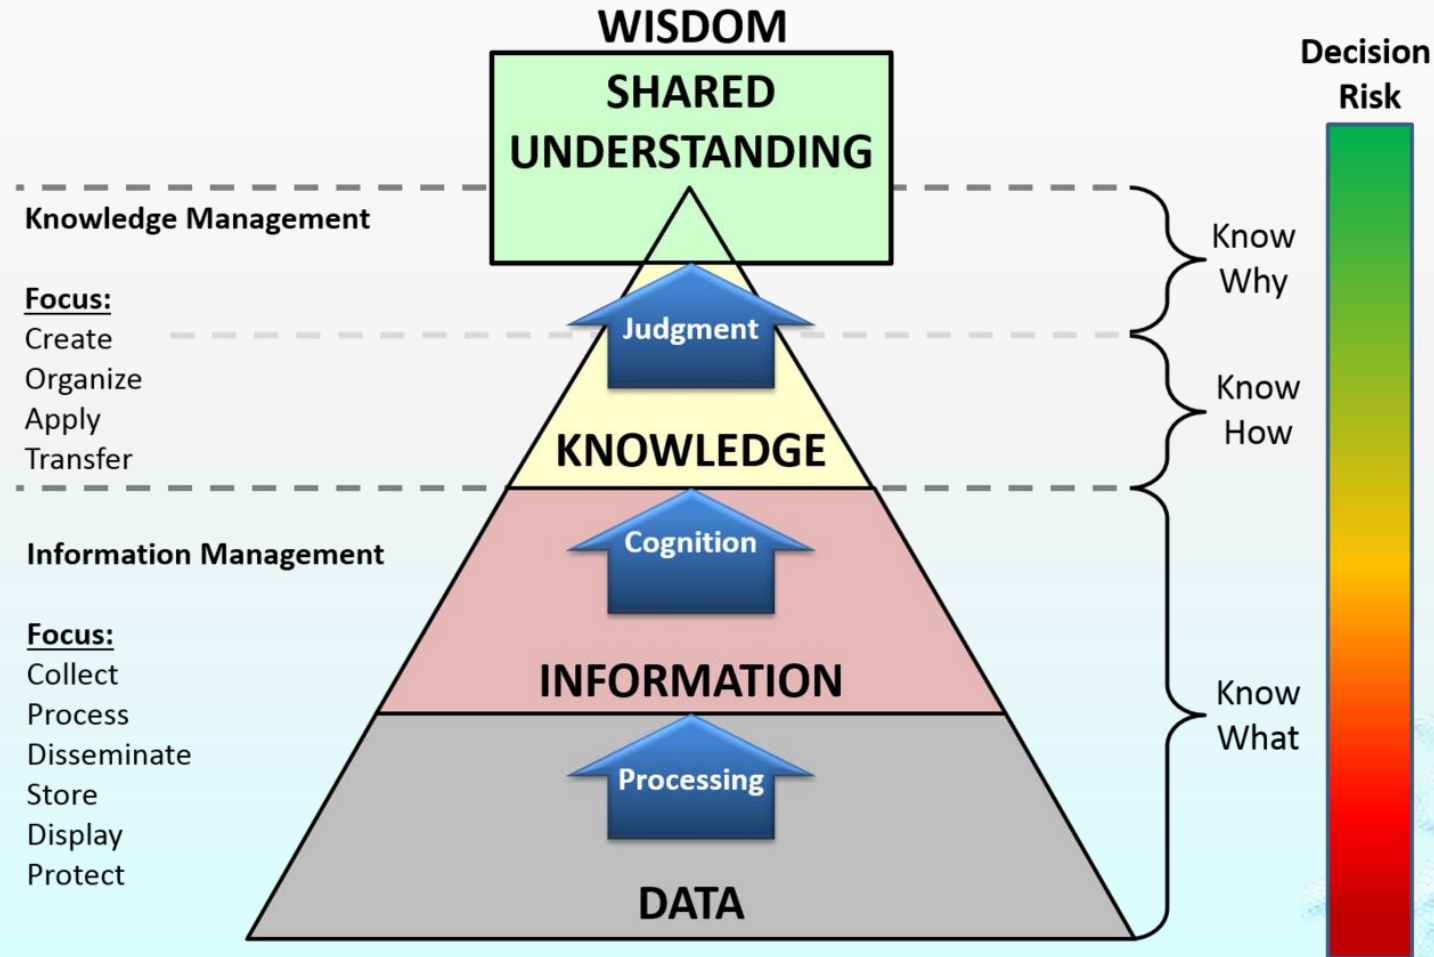 WISDOM
SHARED
UNDERSTANDING
Decision
Risk
Knowledge Management
Focus:
Create
Organize
Apply
Transfer
Judgment
KNOWLEDGE
Know
Why
Know
How
Information Management
Focus:
Collect
Process
Disseminate
Store
Display
Protect
Cognition
INFORMATION
Processing
DATA
Know
What